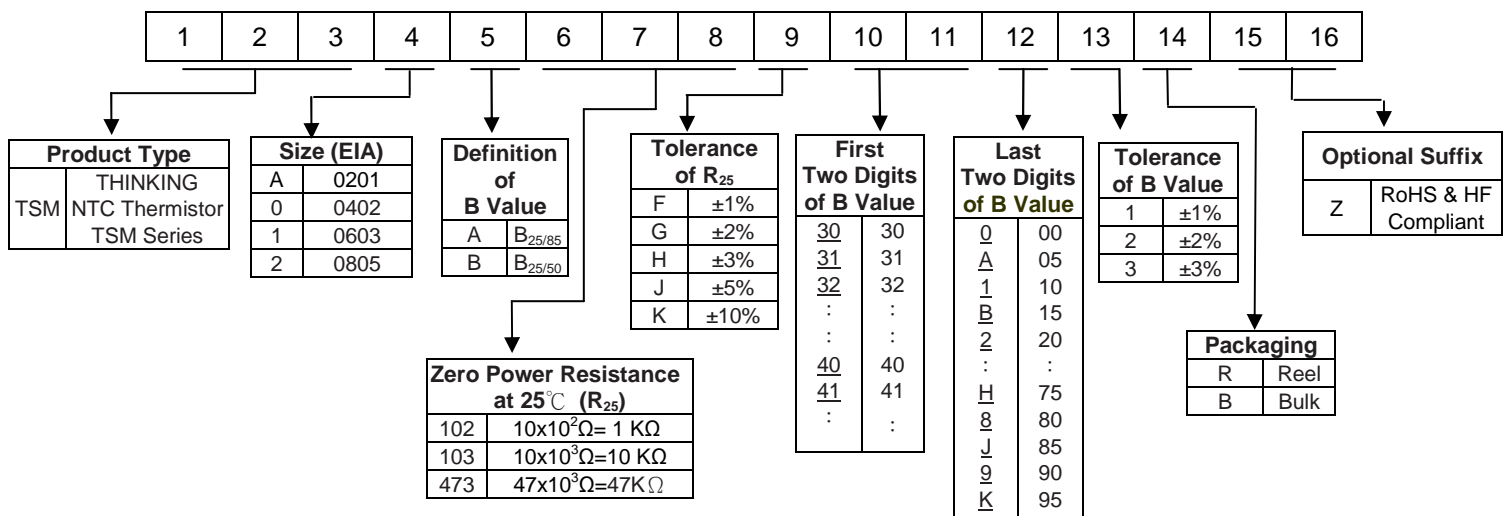 1 2 3 4 5 6 7 8 9 10 11 12 13 14 15 16
Product Type
TSM
THINKING
NTC Thermistor
TSM Series
Size (EIA)
A 0201
0 0402
1 0603
2 0805
Definition
of
B Value
A B25/85
B B25/50
Zero Power Resistance
at 25℃ (R25)
102 10x10²Ω= 1 KΩ
103 10x10³Ω=10 KΩ
473 47x10³Ω=47KΩ
Tolerance
of R25
F ±1%
G ±2%
H ±3%
J ±5%
K ±10%
First
Two Digits
of B Value
30 30
31 31
32 32
: :
: :
40 40
41 41
: :
Last
Two Digits
of B Value
0 00
A 05
1 10
B 15
2 20
: :
H 75
8 80
J 85
9 90
K 95
Tolerance
of B Value
1 ±1%
2 ±2%
3 ±3%
Packaging
R Reel
B Bulk
Optional Suffix
Z
RoHS & HF
Compliant